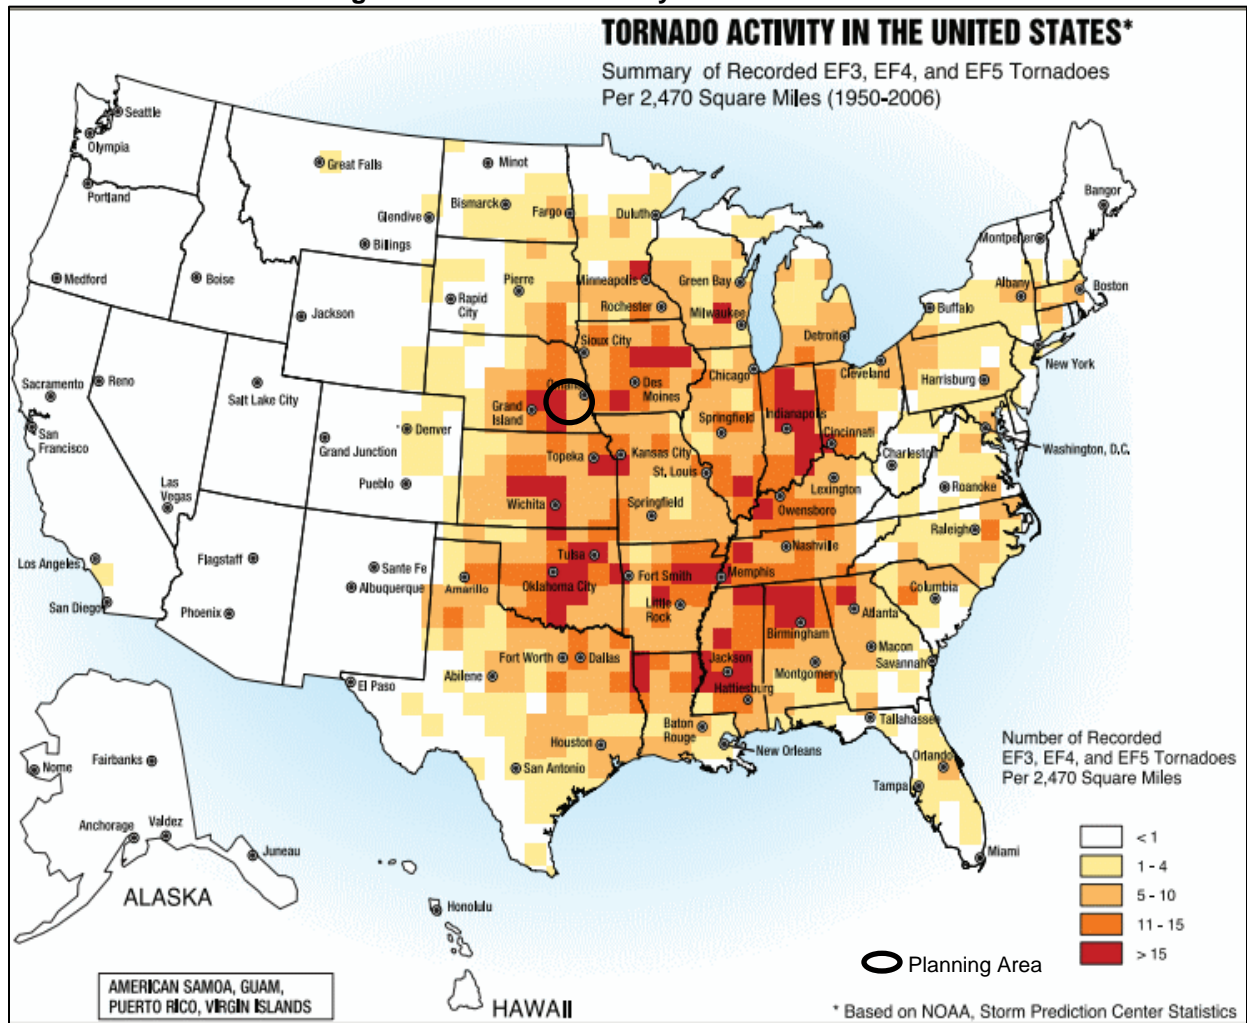 TORNADO ACTIVITY IN THE UNITED STATES*
Summary of Recorded EF3, EF4, and EF5 Tornadoes
Per 2,470 Square Miles (1950-2006)
Seattle
Olympia
Portland
Great Falls
Minot
Bismarck
Fargo
Duluth
Glendive
Billings
Bangor
Montpelier
Medford
Boise
Jackson
Rapid
City
Pierre
Minneapolis
Rochester
Green Bay
Milwaukee
Detroit
Buffalo
Albany
Boston
New York
Sioux City
Chicago
Cleveland
Harrisburg
Sacramento
Reno
San
Francisco
Salt Lake City
Grand Junction
Denver
Pueblo
Grand
Island
Des
Moines
Springfield
Indianapolis
Cincinnati
Charleston
Washington, D.C.
Topeka
Kansas City
St. Louis
Lexington
Roanoke
Las
Vegas
Wichita
Springfield
Owensboro
Raleigh
Los Angeles
San Diego
Flagstaff
Phoenix
Sante Fe
Albuquerque
Amarillo
Tulsa
Oklahoma City
Fort Smith
Little
Rock
Memphis
Nashville
Columbia
Atlanta
Birmingham
Macon
Savannah
Montgomery
Fort Worth
Dallas
Abilene
El Paso
Jackson
Hattiesburg
Baton
Rouge
New Orleans
Houston
San Antonio
Tallahassee
Orlando
Tampa
Miami
Fairbanks
Nome
Anchorage
Valdez
Juneau
ALASKA
Honolulu
HAWAII
AMERICAN SAMOA, GUAM,
PUERTO RICO, VIRGIN ISLANDS
Number of Recorded
EF3, EF4, and EF5 Tornadoes
Per 2,470 Square Miles
< 1
1 - 4
5 - 10
11 - 15
> 15
Planning Area
* Based on NOAA, Storm Prediction Center Statistics